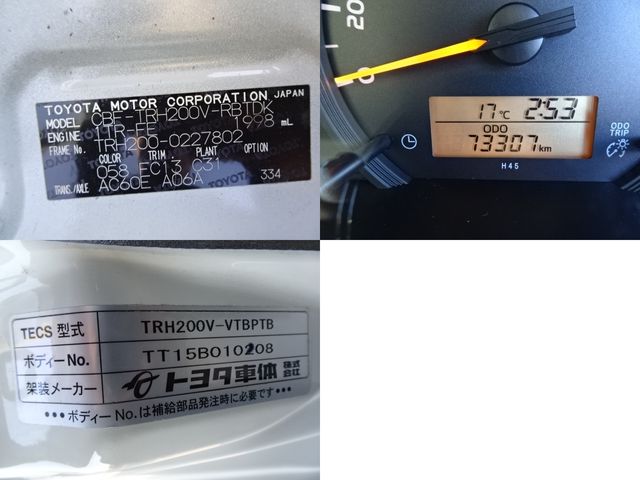 TOYOTA MOTOR CORPORATION JAPAN
MODEL CBF-TRH200V-RBTDK
ENGINE 1TR-FE 1998 mL
FRAME No. TRH200-0227802
COLOR TRIM PLANT OPTION
058 FC13 C31
TRANS./AXLE AC60E A06A 334
20
0
17℃ 2:53
ODO
73307 km
ODO
TRIP
H45
TECS 型式 TRH200V-VTBPTB
ボディーNo. TT15B010208
架装メーカー トヨタ車体 株式会社
•••ボディーNo.は補給部品発注時に必要です•••